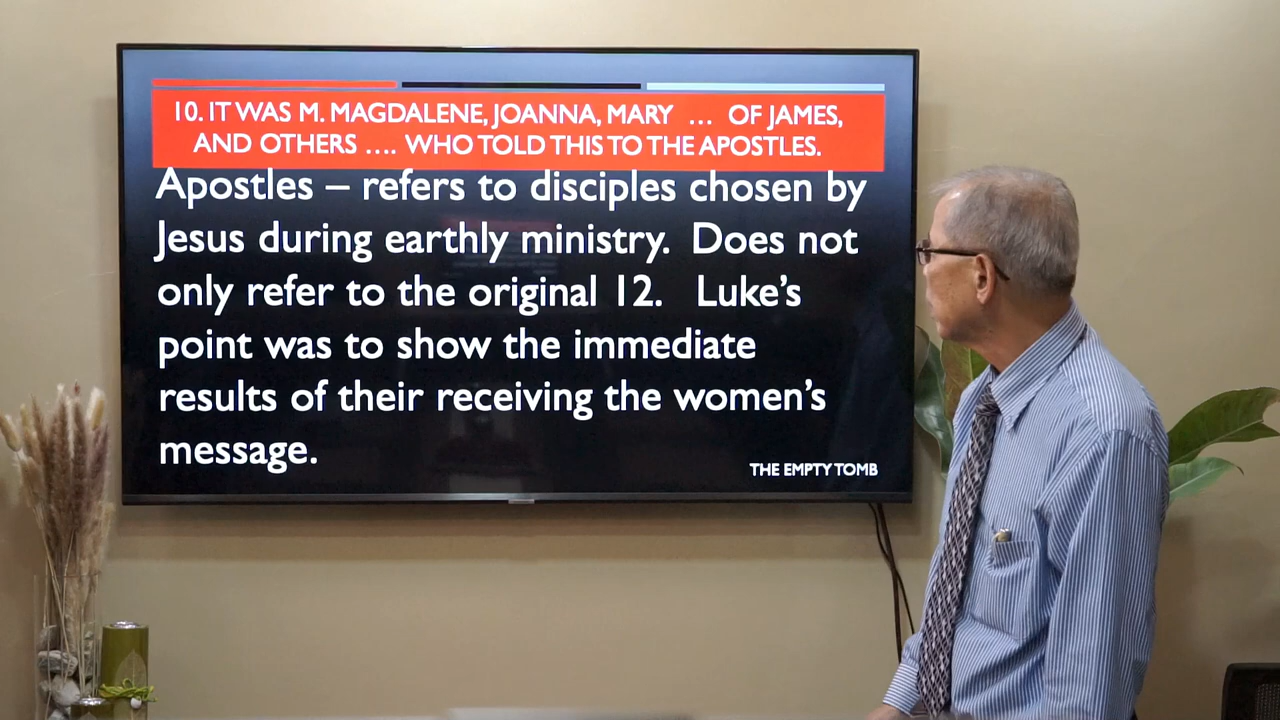 10. IT WAS M. MAGDALENE, JOANNA, MARY … OF JAMES,
AND OTHERS …. WHO TOLD THIS TO THE APOSTLES.
Apostles – refers to disciples chosen by
Jesus during earthly ministry. Does not
only refer to the original 12. Luke’s
point was to show the immediate
results of their receiving the women’s
message.
THE EMPTY TOMB